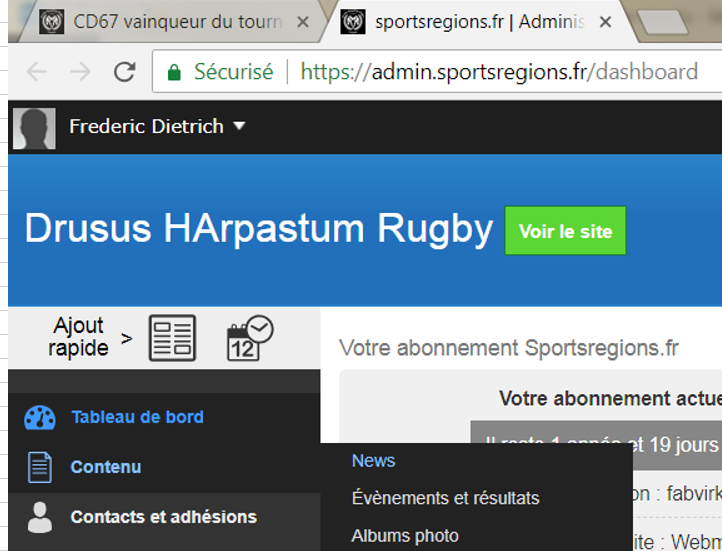 CD67 vainqueur du tourn
sportsregions.fr | Adminis
Sécurisé
https://admin.sportsregions.fr/dashboard
Frederic Dietrich
Drusus HArpastum Rugby
Voir le site
Ajout
rapide >
12
Votre abonnement Sportsregions.fr
Votre abonnement actue
Tableau de bord
Il reste 1 année et 19 jours
Contenu
News
Évènements et résultats
on : fabvirk
Contacts et adhésions
Albums photo
ite : Webm